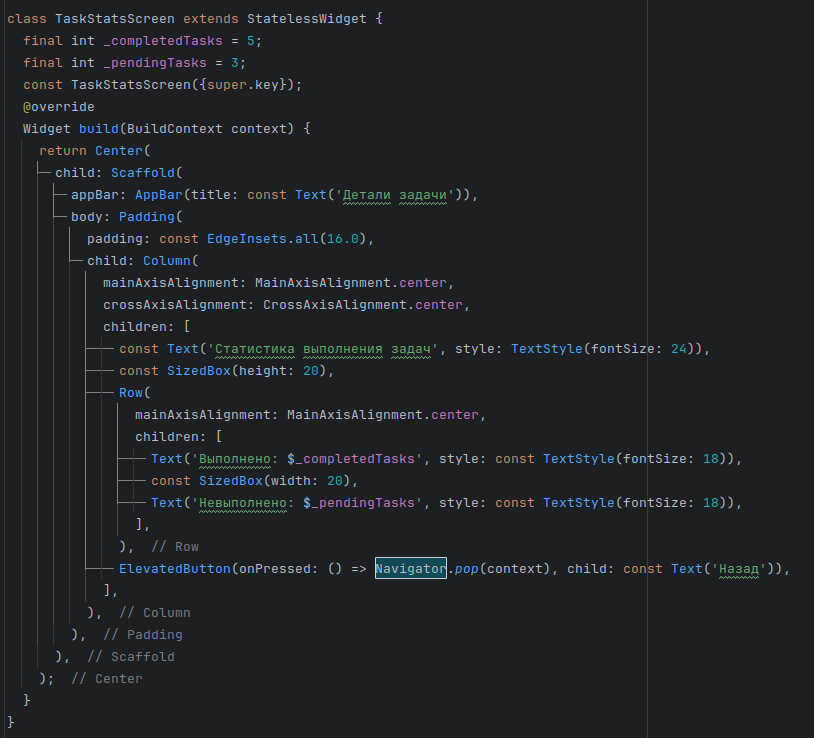 class TaskStatsScreen extends StatelessWidget {
  final int _completedTasks = 5;
  final int _pendingTasks = 3;
  const TaskStatsScreen({super.key});
  @override
  Widget build(BuildContext context) {
    return Center(
      child: Scaffold(
        appBar: AppBar(title: const Text('Детали задачи')),
        body: Padding(
          padding: const EdgeInsets.all(16.0),
          child: Column(
            mainAxisAlignment: MainAxisAlignment.center,
            crossAxisAlignment: CrossAxisAlignment.center,
            children: [
              const Text('Статистика выполнения задач', style: TextStyle(fontSize: 24)),
              const SizedBox(height: 20),
              Row(
                mainAxisAlignment: MainAxisAlignment.center,
                children: [
                  Text('Выполнено: $_completedTasks', style: const TextStyle(fontSize: 18)),
                  const SizedBox(width: 20),
                  Text('Невыполнено: $_pendingTasks', style: const TextStyle(fontSize: 18)),
                ],
              ),  // Row
              ElevatedButton(onPressed: () => Navigator.pop(context), child: const Text('Назад')),
            ],
          ),  // Column
        ),  // Padding
      ),  // Scaffold
    );  // Center
  }
}